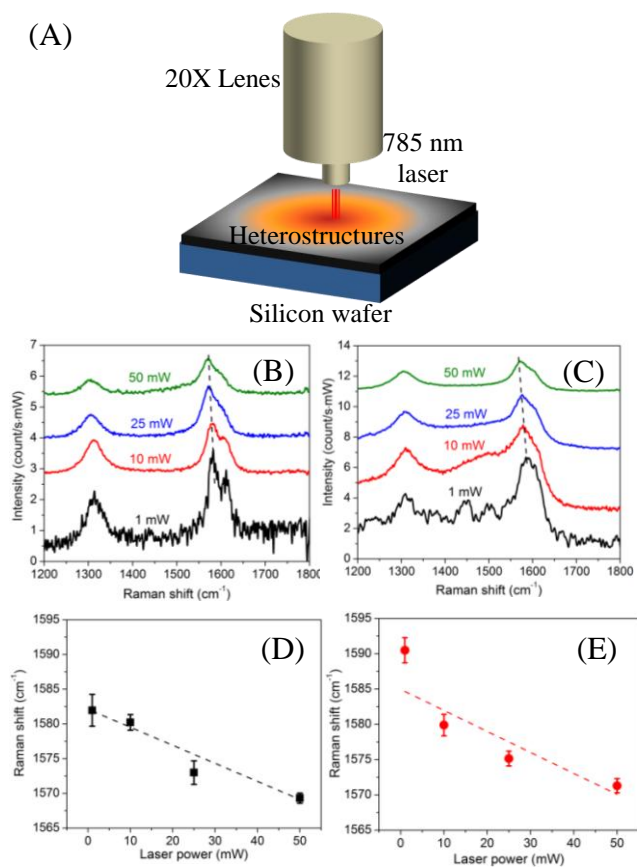 (A)
20X Lenes
785 nm
laser
Heterostructures
Silicon wafer
(B)
7
6
5
4
3
2
1
0
Intensity (count/s·mW)
50 mW
25 mW
10 mW
1 mW
1200 1300 1400 1500 1600 1700 1800
Raman shift (cm⁻¹)
(C)
14
12
10
8
6
4
2
0
Intensity (count/s·mW)
50 mW
25 mW
10 mW
1 mW
1200 1300 1400 1500 1600 1700 1800
Raman shift (cm⁻¹)
(D)
1595
1590
1585
1580
1575
1570
1565
Raman shift (cm⁻¹)
0 10 20 30 40 50
Laser power (mW)
(E)
1595
1590
1585
1580
1575
1570
1565
Raman shift (cm⁻¹)
0 10 20 30 40 50
Laser power (mW)